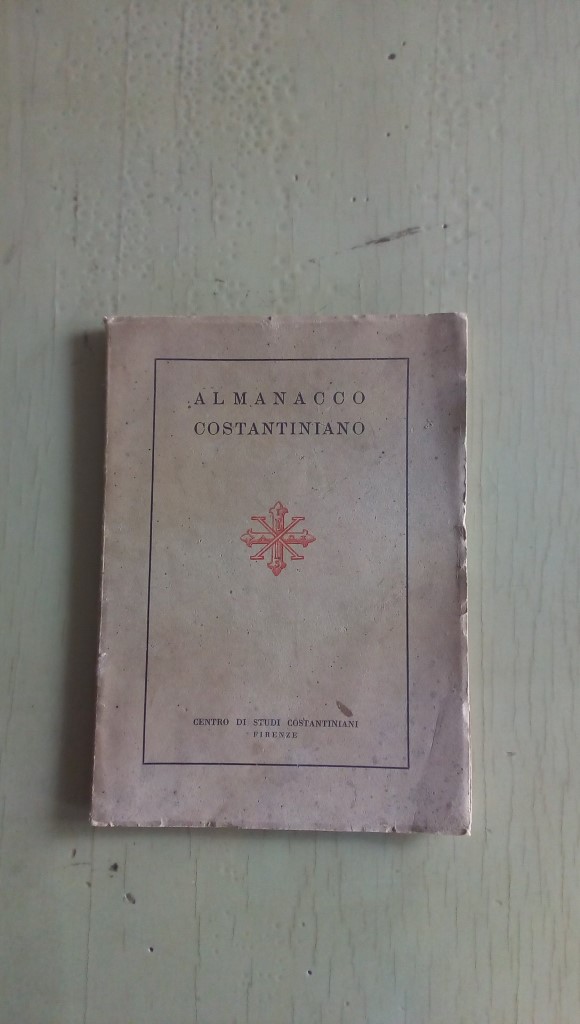 ALMANACCO
COSTANTINIANO
CENTRO DI STUDI COSTANTINIANI
FIRENZE